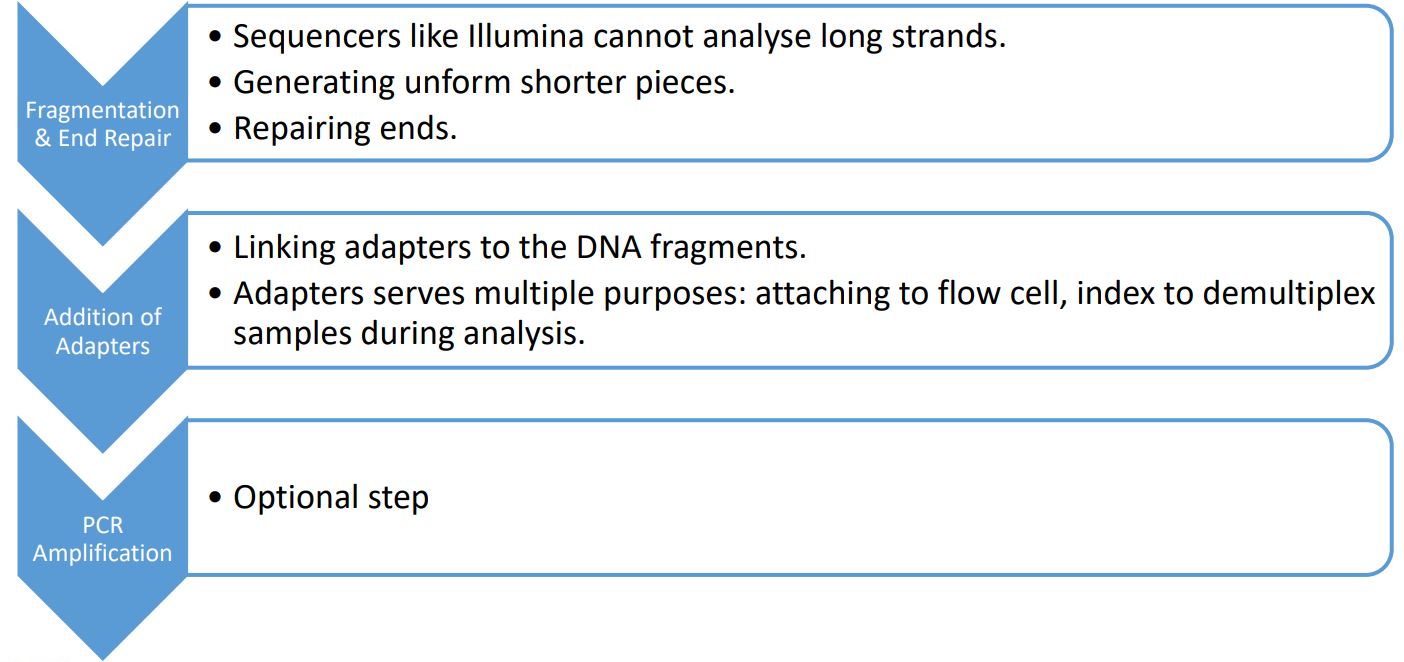 Fragmentation
& End Repair
• Sequencers like Illumina cannot analyse long strands.
• Generating unform shorter pieces.
• Repairing ends.
Addition of
Adapters
• Linking adapters to the DNA fragments.
• Adapters serves multiple purposes: attaching to flow cell, index to demultiplex
samples during analysis.
PCR
Amplification
• Optional step